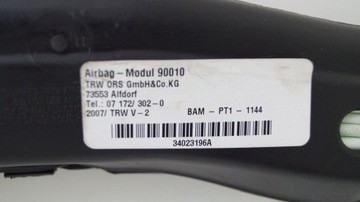 Airbag - Modul 90010
TRW ORS GmbH&Co.KG
73553 Alfdorf
Tel.: 07 172/ 302-0
2007/ TRW V-2 BAM - PT1 - 1144
34023196A